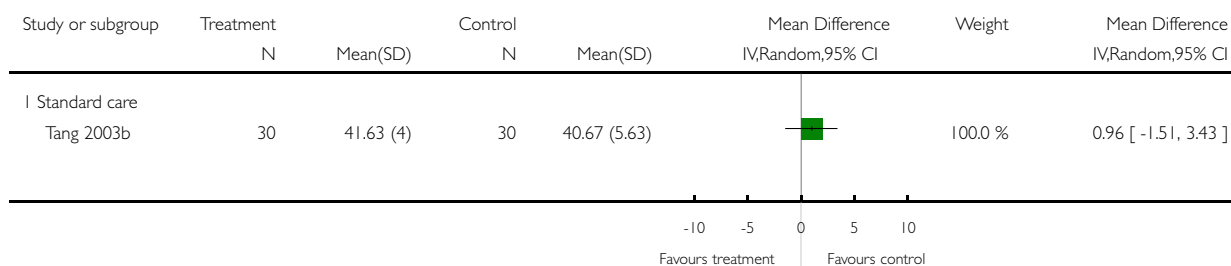 Study or subgroup Treatment Control Mean Difference Weight Mean Difference
N Mean(SD) N Mean(SD) IV,Random,95% CI IV,Random,95% CI
1 Standard care
Tang 2003b 30 41.63 (4) 30 40.67 (5.63) 100.0 % 0.96 [ -1.51, 3.43 ]
-10 -5 0 5 10
Favours treatment Favours control